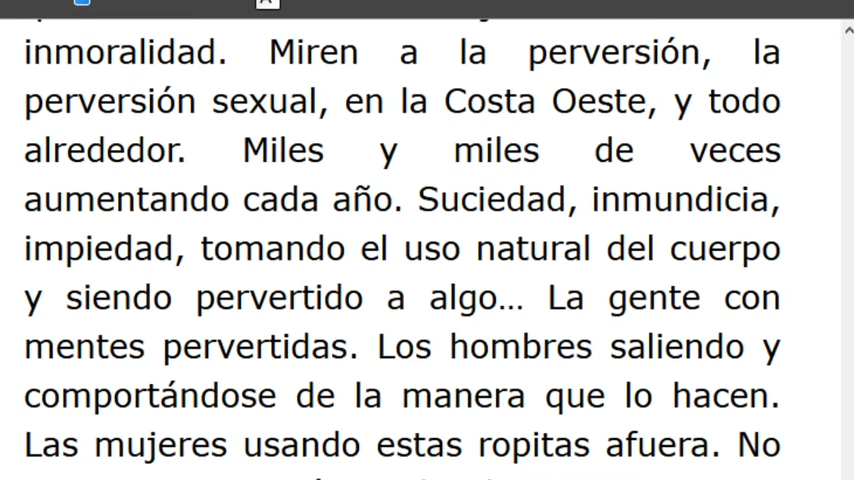 inmoralidad. Miren a la perversión, la
perversión sexual, en la Costa Oeste, y todo
alrededor. Miles y miles de veces
aumentando cada año. Suciedad, inmundicia,
impiedad, tomando el uso natural del cuerpo
y siendo pervertido a algo… La gente con
mentes pervertidas. Los hombres saliendo y
comportándose de la manera que lo hacen.
Las mujeres usando estas ropitas afuera. No